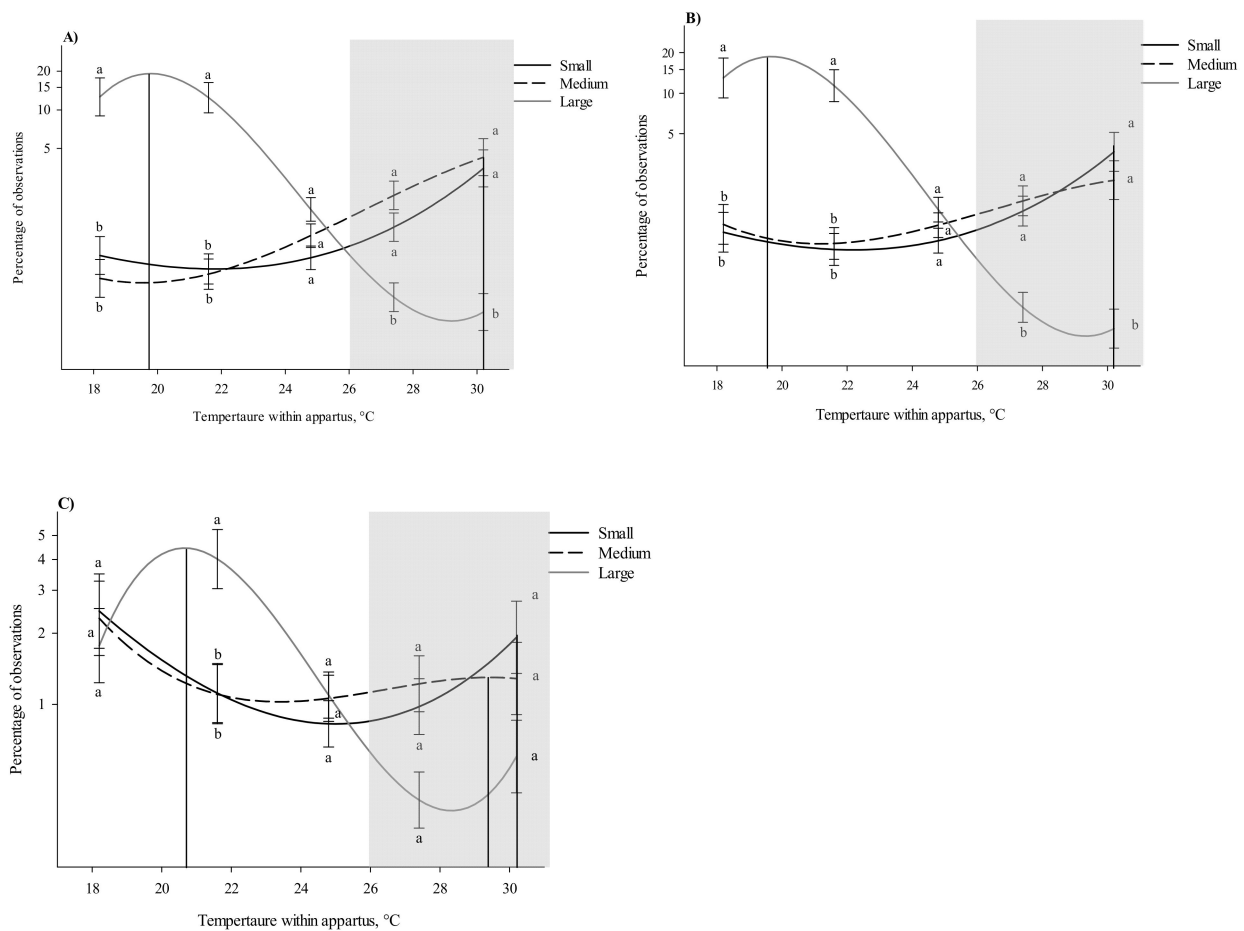 A)
Small
Medium
Large
Percentage of observations
20
15
10
5
a
a
b
b
b
b
a
a
a
a
a
b
a
a
b
18 20 22 24 26 28 30
Tempertaure within appartus, °C
B)
Small
Medium
Large
Percentage of observations
20
15
10
5
a
a
b
b
b
b
a
a
a
a
a
b
a
a
b
18 20 22 24 26 28 30
Tempertaure within appartus, °C
C)
Small
Medium
Large
Percentage of observations
5
4
3
2
1
a
a
a
a
b
b
a
a
a
a
a
a
a
a
a
18 20 22 24 26 28 30
Tempertaure within appartus, °C